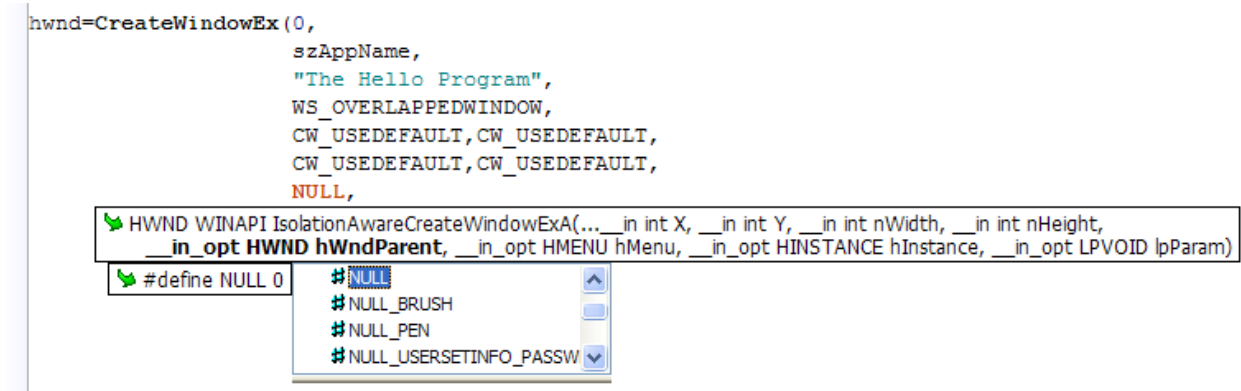 hwnd=CreateWindowEx(0,
szAppName,
"The Hello Program",
WS_OVERLAPPEDWINDOW,
CW_USEDEFAULT,CW_USEDEFAULT,
CW_USEDEFAULT,CW_USEDEFAULT,
NULL,
HWND WINAPI IsolationAwareCreateWindowExA(...__in int X, __in int Y, __in int nWidth, __in int nHeight,
__in_opt HWND hWndParent, __in_opt HMENU hMenu, __in_opt HINSTANCE hInstance, __in_opt LPVOID lpParam)
#define NULL 0
NULL
NULL_BRUSH
NULL_PEN
NULL_USERSETINFO_PASSW